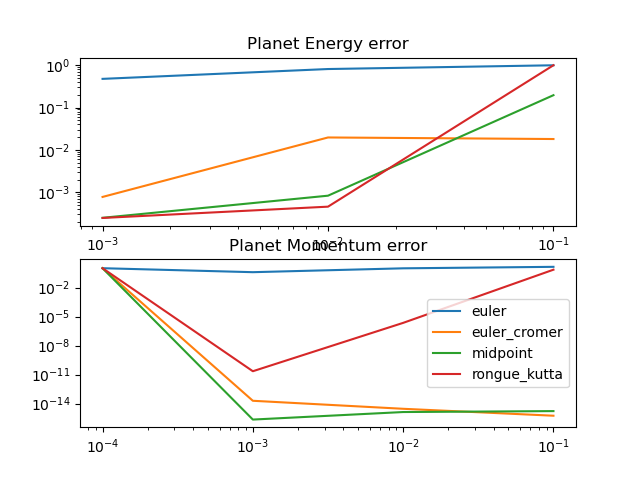 Planet Energy error
10⁰
10⁻¹
10⁻²
10⁻³
10⁻³ 10⁻² 10⁻¹
Planet Momentum error
10⁻²
10⁻⁵
10⁻⁸
10⁻¹¹
10⁻¹⁴
euler
euler_cromer
midpoint
rongue_kutta
10⁻⁴ 10⁻³ 10⁻² 10⁻¹